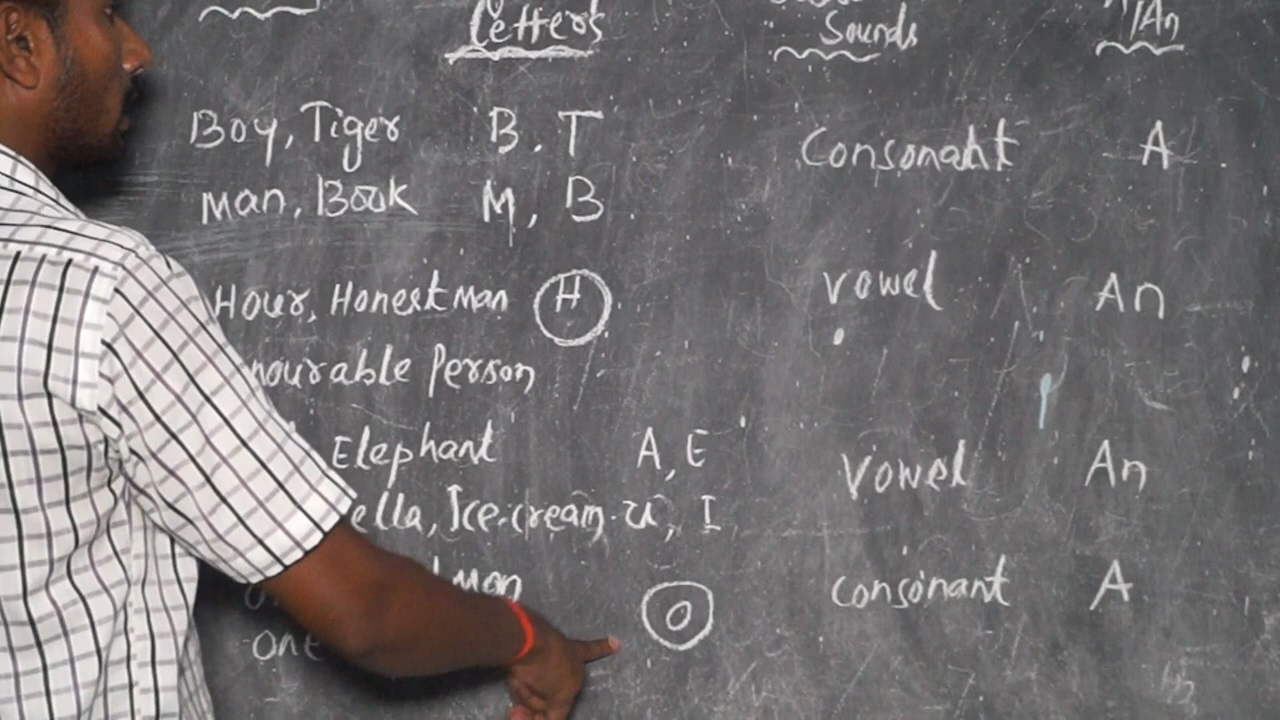 Letters Sounds /An
Boy, Tiger B. T Consonant A
man, Book M, B
Hour, Honest Man H vowel An
nourable Person
Elephant A, E Vowel An
ella, Ice-cream. u, I
man O consonant A
one